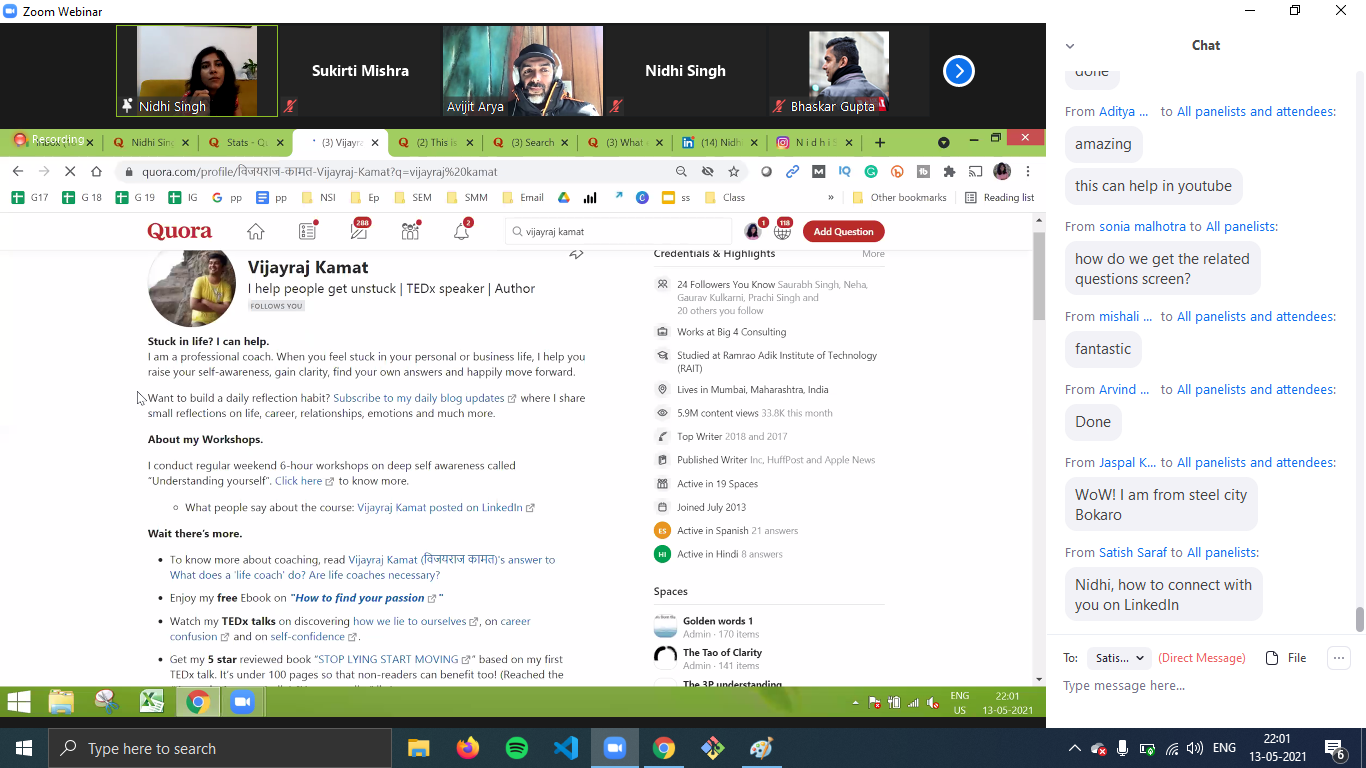 Zoom Webinar
Nidhi Singh
Sukirti Mishra
Avijit Arya
Nidhi Singh
Bhaskar Gupta
Recording
Nidhi Sin
Stats - Qu
(3) Vijayr
(2) This is
(3) Search
(3) What
(14) Nidh
N i d h i S
quora.com/profile/विजयराज-कामत-Vijayraj-Kamat?q=vijayraj%20kamat
G17
G 18
G 19
IG
pp
pp
NSI
Ep
SEM
SMM
Email
ss
Class
»
Other bookmarks
Reading list
Quora
288
2
vijayraj kamat
1
118
Add Question
Vijayraj Kamat
I help people get unstuck | TEDx speaker | Author
FOLLOWS YOU
Stuck in life? I can help.
I am a professional coach. When you feel stuck in your personal or business life, I help you
raise your self-awareness, gain clarity, find your own answers and happily move forward.
Want to build a daily reflection habit? Subscribe to my daily blog updates where I share
small reflections on life, career, relationships, emotions and much more.
About my Workshops.
I conduct regular weekend 6-hour workshops on deep self awareness called
“Understanding yourself”. Click here to know more.
What people say about the course: Vijayraj Kamat posted on LinkedIn
Wait there’s more.
To know more about coaching, read Vijayraj Kamat (विजयराज कामत)'s answer to
What does a 'life coach' do? Are life coaches necessary?
Enjoy my free Ebook on "How to find your passion "
Watch my TEDx talks on discovering how we lie to ourselves , on career
confusion and on self-confidence .
Get my 5 star reviewed book “STOP LYING START MOVING ” based on my first
TEDx talk. It's under 100 pages so that non-readers can benefit too! (Reached the
Credentials & Highlights
More
24 Followers You Know Saurabh Singh, Neha,
Gaurav Kulkarni, Prachi Singh and
20 others you follow
Works at Big 4 Consulting
Studied at Ramrao Adik Institute of Technology
(RAIT)
Lives in Mumbai, Maharashtra, India
5.9M content views 33.8K this month
Top Writer 2018 and 2017
Published Writer Inc, HuffPost and Apple News
Active in 19 Spaces
Joined July 2013
ES Active in Spanish 21 answers
HI Active in Hindi 8 answers
Spaces
Golden words 1
Admin · 170 items
The Tao of Clarity
Admin · 141 items
The 3P understanding
ENG
US
22:01
13-05-2021
Chat
done
From Aditya ... to All panelists and attendees:
amazing
this can help in youtube
From sonia malhotra to All panelists:
how do we get the related
questions screen?
From mishali ... to All panelists and attendees:
fantastic
From Arvind ... to All panelists and attendees:
Done
From Jaspal K... to All panelists and attendees:
WoW! I am from steel city
Bokaro
From Satish Saraf to All panelists:
Nidhi, how to connect with
you on LinkedIn
To: Satis... (Direct Message) File
Type message here...
Type here to search
ENG
22:01
13-05-2021
6